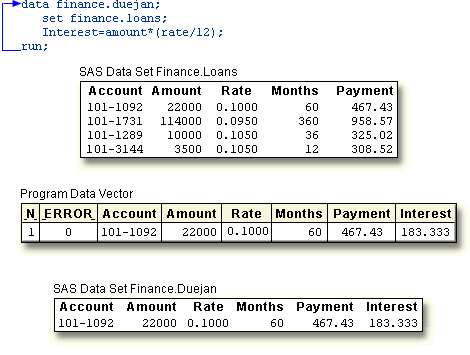 data finance.duejan;
set finance.loans;
Interest=amount*(rate/12);
run;
SAS Data Set Finance.Loans
Account Amount Rate Months Payment
101-1092 22000 0.1000 60 467.43
101-1731 114000 0.0950 360 958.57
101-1289 10000 0.1050 36 325.02
101-3144 3500 0.1050 12 308.52
Program Data Vector
_N_ _ERROR_ Account Amount Rate Months Payment Interest
1 0 101-1092 22000 0.1000 60 467.43 183.333
SAS Data Set Finance.Duejan
Account Amount Rate Months Payment Interest
101-1092 22000 0.1000 60 467.43 183.333